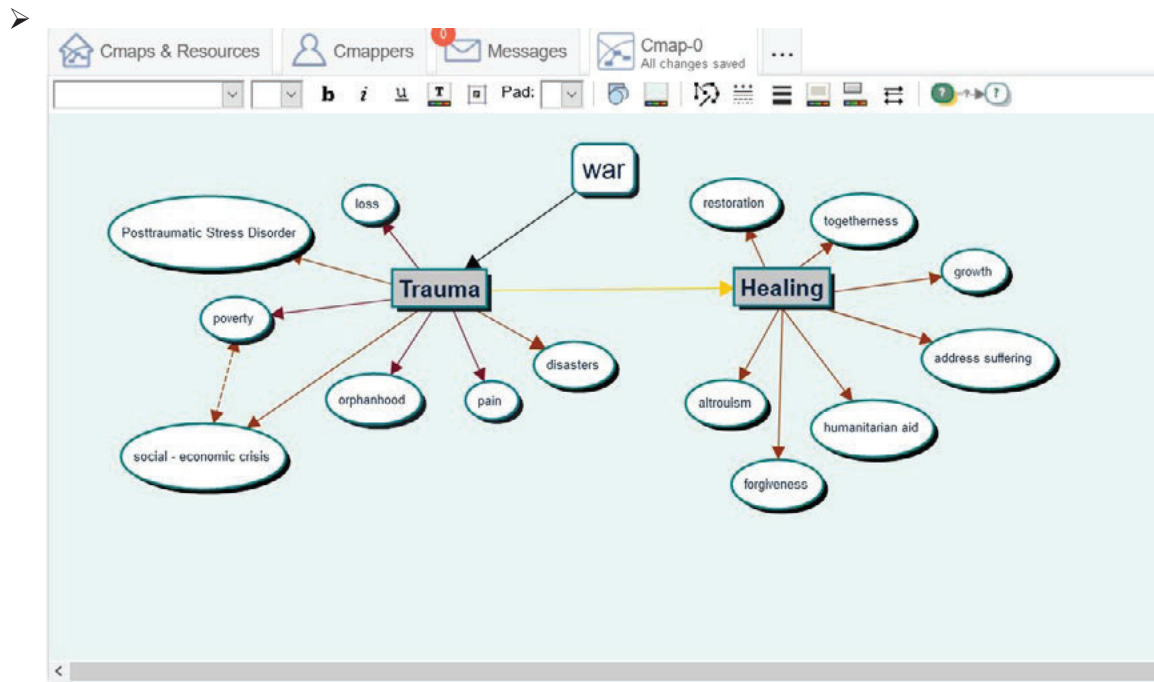 Cmaps & Resources
Cmappers
0
Messages
Cmap-0
All changes saved
...
b i u T Pad:
? ? ?
war
loss
restoration
Posttraumatic Stress Disorder
togetherness
growth
Trauma
Healing
poverty
address suffering
disasters
orphanhood
pain
altrouism
humanitarian aid
social - economic crisis
forgiveness